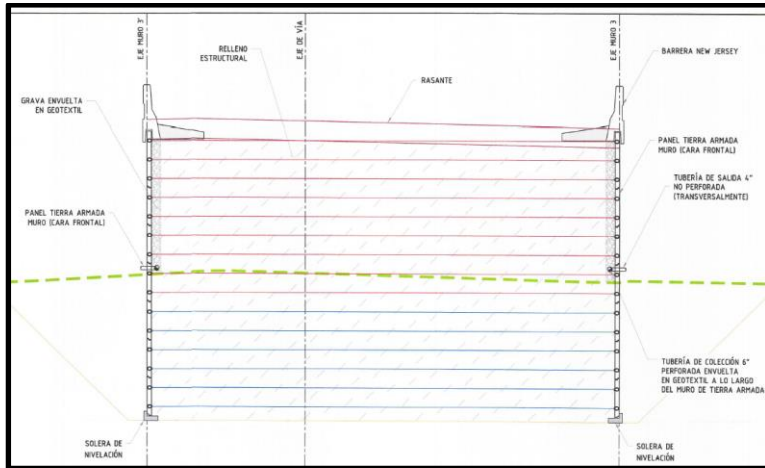 EJE MURO 3'
EJE DE VÍA
EJE MURO 3
RELLENO
ESTRUCTURAL
RASANTE
BARRERA NEW JERSEY
GRAVA ENVUELTA
EN GEOTEXTIL
PANEL TIERRA ARMADA
MURO (CARA FRONTAL)
TUBERÍA DE SALIDA 4"
NO PERFORADA
(TRANSVERSALMENTE)
PANEL TIERRA ARMADA
MURO (CARA FRONTAL)
TUBERÍA DE COLECCIÓN 6"
PERFORADA ENVUELTA
EN GEOTEXTIL A LO LARGO
DEL MURO DE TIERRA ARMADA
SOLERA DE
NIVELACIÓN
SOLERA DE
NIVELACIÓN